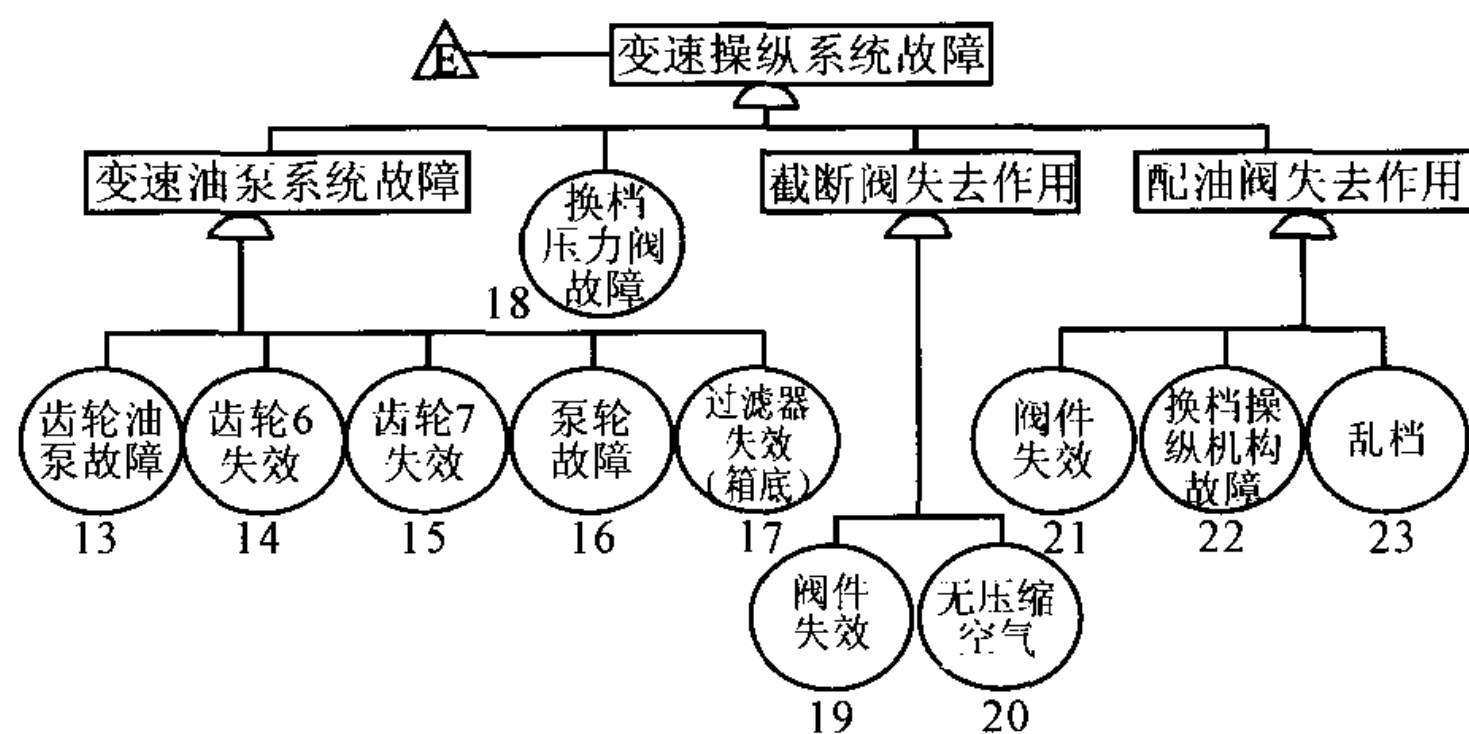 E
变速操纵系统故障
变速油泵系统故障
换档
压力阀
故障
18
截断阀失去作用
配油阀失去作用
齿轮油
泵故障
13
齿轮6
失效
14
齿轮7
失效
15
泵轮
故障
16
过滤器
失效
(箱底)
17
阀件
失效
19
无压缩
空气
20
阀件
失效
21
换档操
纵机构
故障
22
乱档
23